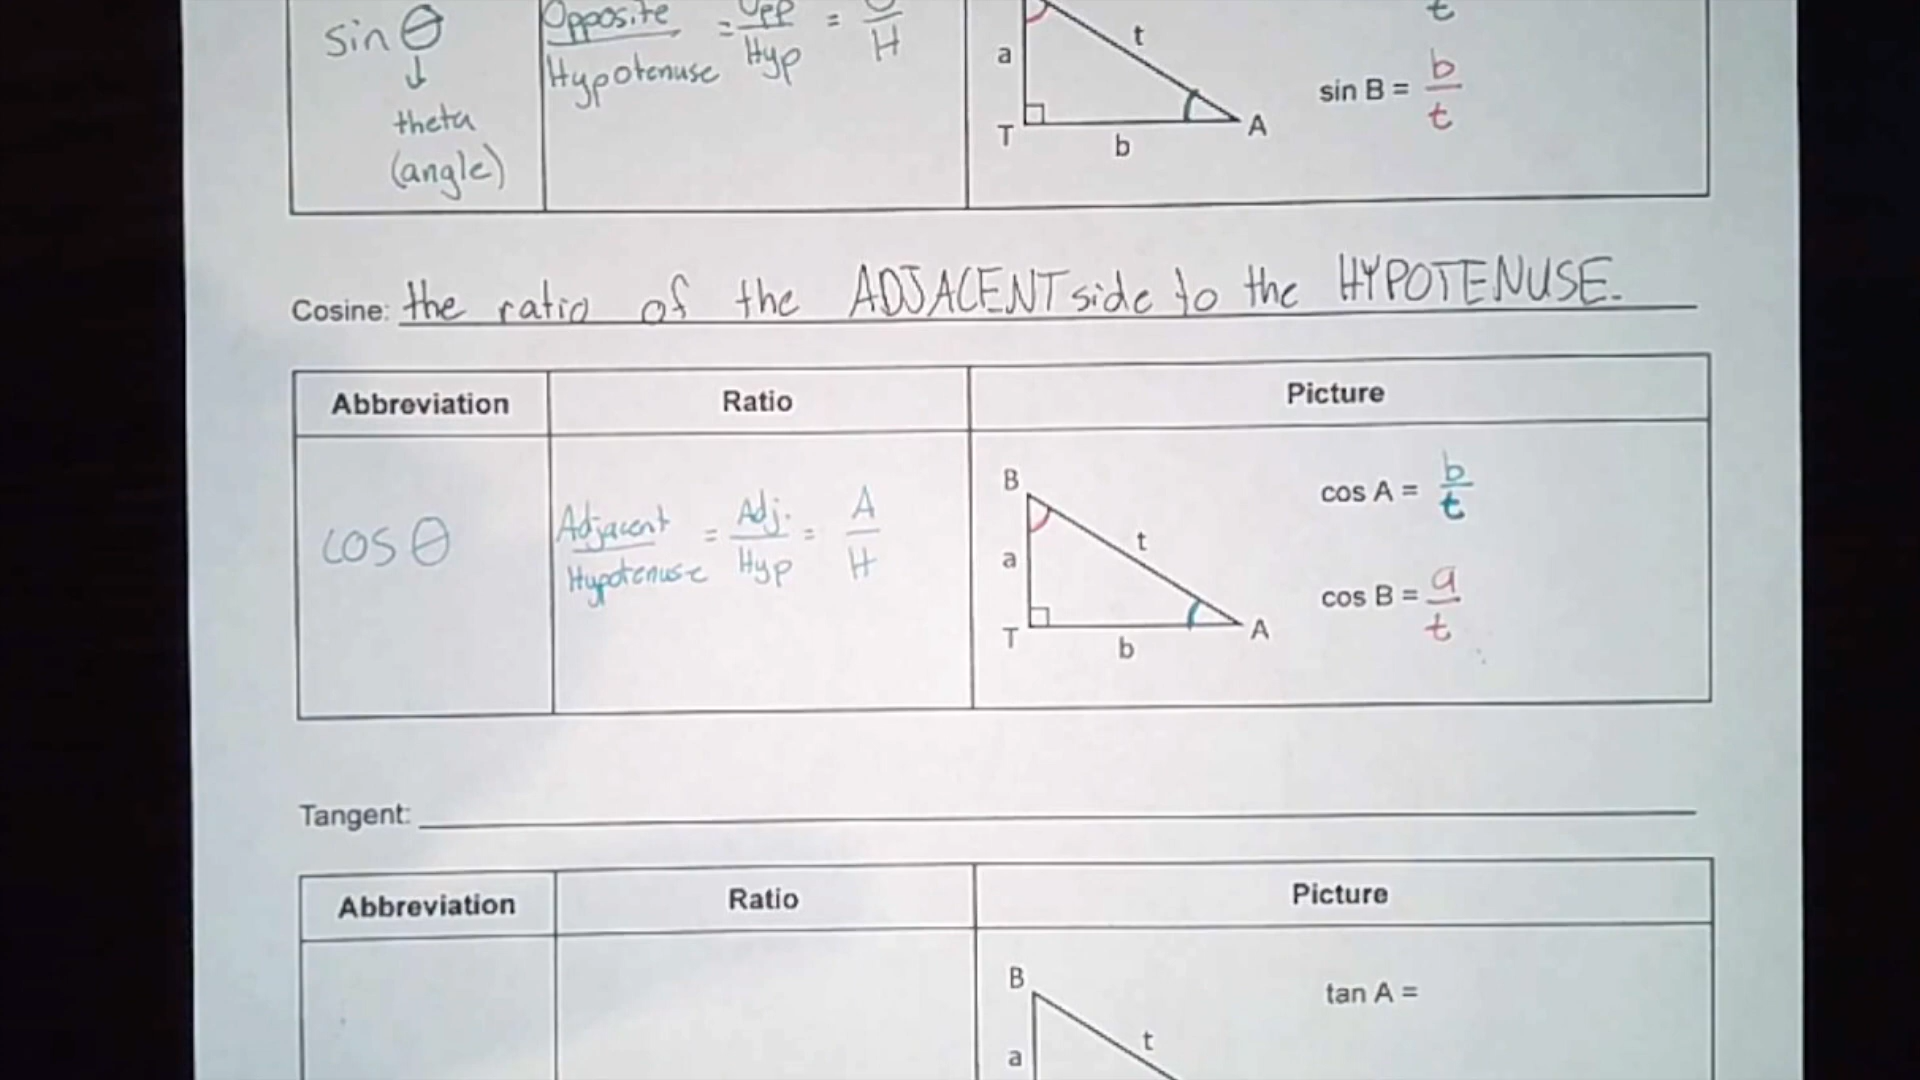 sin θ
↓
theta
(angle)
Opposite = Opp = O
Hypotenuse Hyp H
a
t
T
b
A
t
sin B = b/t
Cosine: the ratio of the ADJACENT side to the HYPOTENUSE.
Abbreviation Ratio Picture
cos θ
Adjacent = Adj. = A
Hypotenuse Hyp H
B
a
t
T
b
A
cos A = b/t
cos B = a/t
Tangent:
Abbreviation Ratio Picture
B
a
t
tan A =